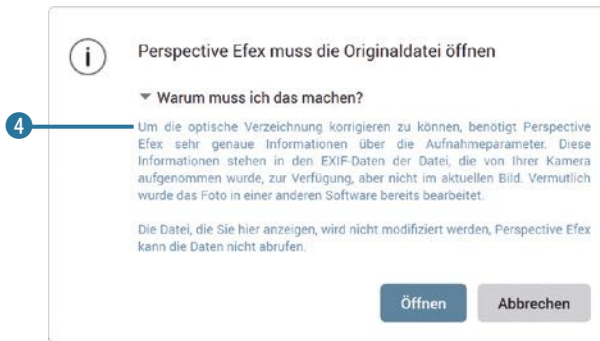 Perspective Efex muss die Originaldatei öffnen
Warum muss ich das machen?
4
Um die optische Verzeichnung korrigieren zu können, benötigt Perspective
Efex sehr genaue Informationen über die Aufnahmeparameter. Diese
Informationen stehen in den EXIF-Daten der Datei, die von Ihrer Kamera
aufgenommen wurde, zur Verfügung, aber nicht im aktuellen Bild. Vermutlich
wurde das Foto in einer anderen Software bereits bearbeitet.
Die Datei, die Sie hier anzeigen, wird nicht modifiziert werden, Perspective Efex
kann die Daten nicht abrufen.
Öffnen Abbrechen